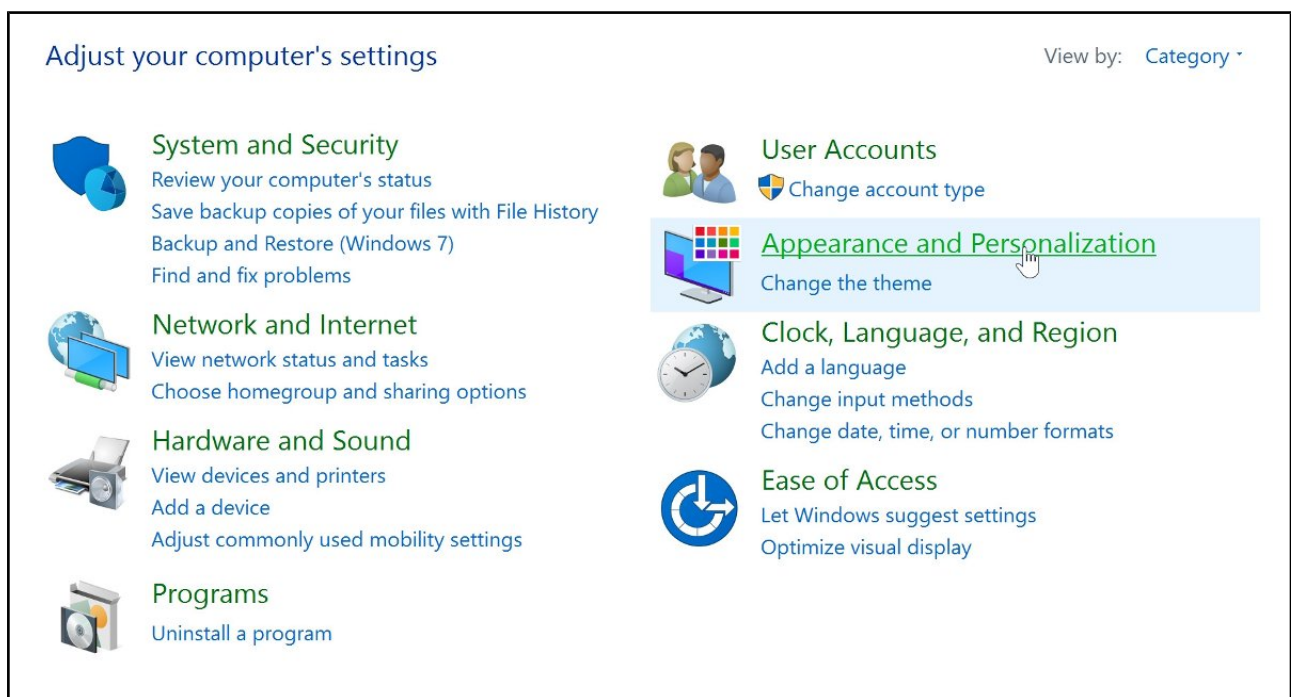 Adjust your computer's settings
View by: Category
System and Security
Review your computer's status
Save backup copies of your files with File History
Backup and Restore (Windows 7)
Find and fix problems
Network and Internet
View network status and tasks
Choose homegroup and sharing options
Hardware and Sound
View devices and printers
Add a device
Adjust commonly used mobility settings
Programs
Uninstall a program
User Accounts
Change account type
Appearance and Personalization
Change the theme
Clock, Language, and Region
Add a language
Change input methods
Change date, time, or number formats
Ease of Access
Let Windows suggest settings
Optimize visual display